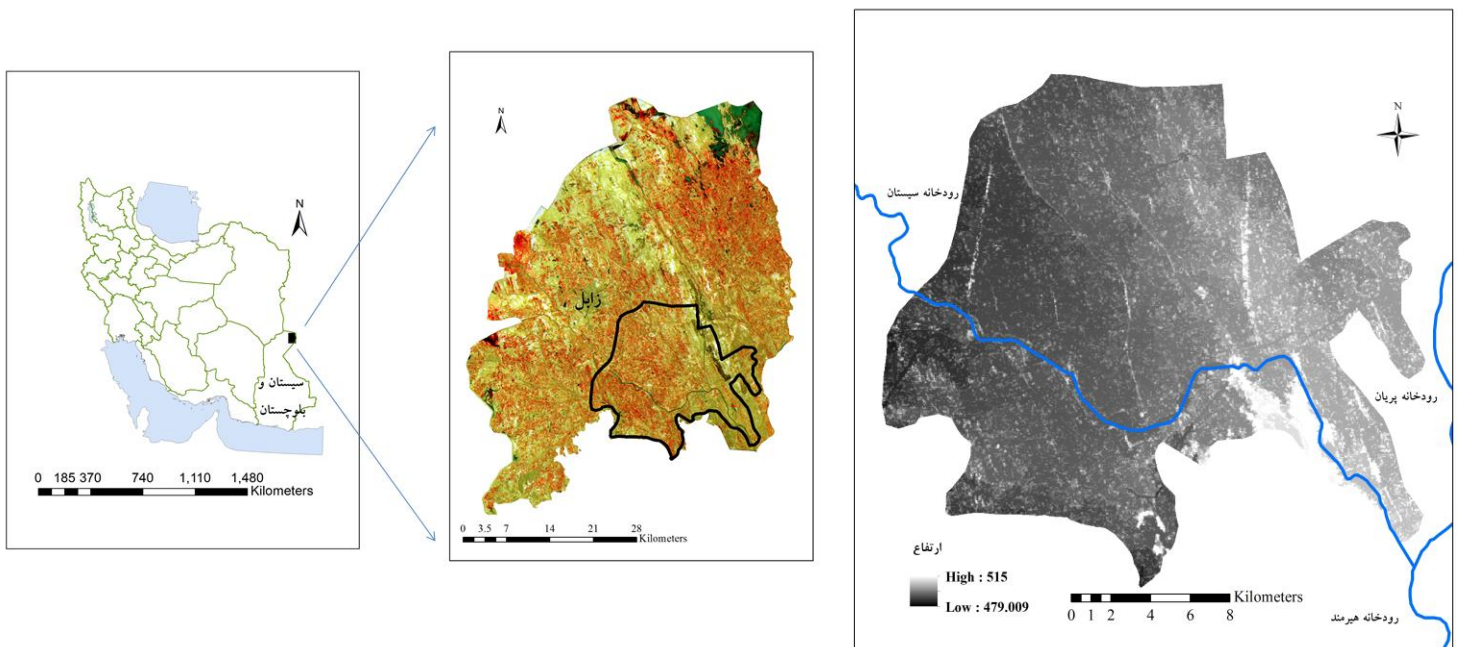 N
سیستان و
بلوچستان
0 185 370 740 1,110 1,480
Kilometers
N
زابل
0 3.5 7 14 21 28
Kilometers
N
رودخانه سیستان
رودخانه پریان
ارتفاع
High : 515
Low : 479.009
Kilometers
0 1 2 4 6 8
رودخانه هیرمند